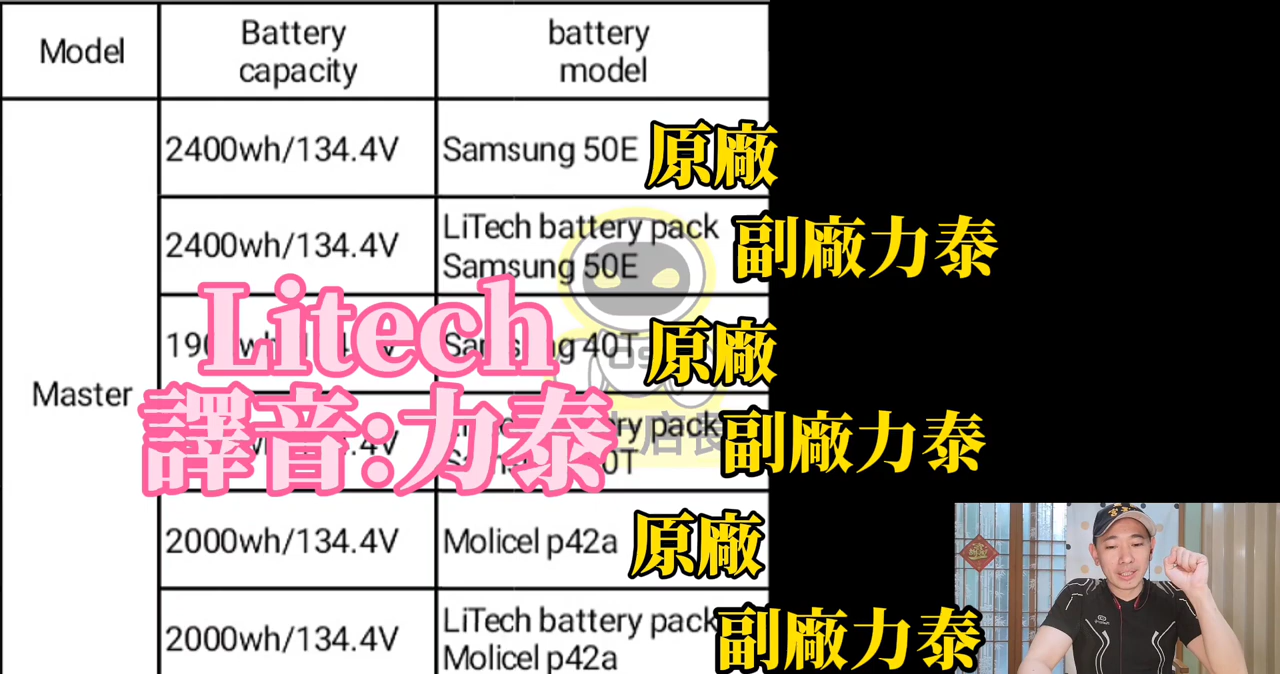 Model
Battery
capacity
battery
model
2400wh/134.4V
Samsung 50E
原廠
2400wh/134.4V
LiTech battery pack
Samsung 50E
副廠力泰
Litech
Samsung 40T
原廠
Master
譯音:力泰
副廠力泰
2000wh/134.4V
Molicel p42a
原廠
2000wh/134.4V
LiTech battery pack
Molicel p42a
副廠力泰